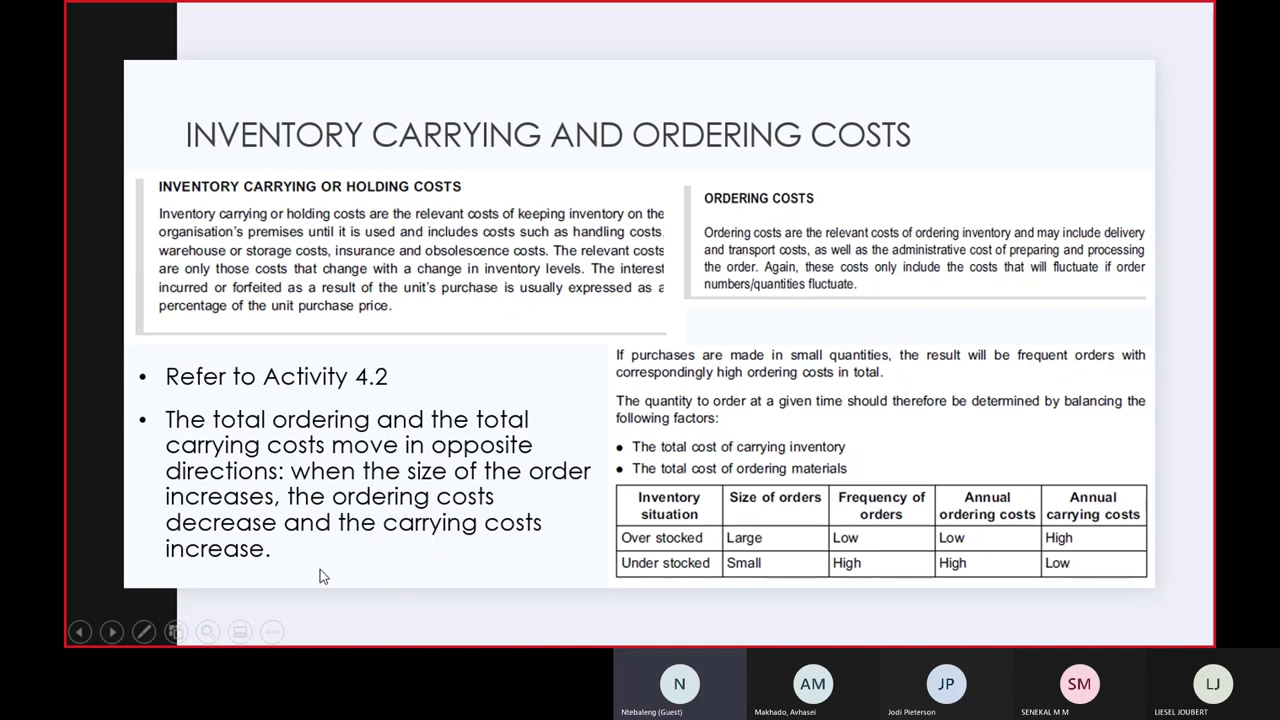 INVENTORY CARRYING AND ORDERING COSTS
INVENTORY CARRYING OR HOLDING COSTS
Inventory carrying or holding costs are the relevant costs of keeping inventory on the
organisation's premises until it is used and includes costs such as handling costs,
warehouse or storage costs, insurance and obsolescence costs. The relevant costs
are only those costs that change with a change in inventory levels. The interest
incurred or forfeited as a result of the unit's purchase is usually expressed as a
percentage of the unit purchase price.
ORDERING COSTS
Ordering costs are the relevant costs of ordering inventory and may include delivery
and transport costs, as well as the administrative cost of preparing and processing
the order. Again, these costs only include the costs that will fluctuate if order
numbers/quantities fluctuate.
• Refer to Activity 4.2
• The total ordering and the total
carrying costs move in opposite
directions: when the size of the order
increases, the ordering costs
decrease and the carrying costs
increase.
If purchases are made in small quantities, the result will be frequent orders with
correspondingly high ordering costs in total.
The quantity to order at a given time should therefore be determined by balancing the
following factors:
• The total cost of carrying inventory
• The total cost of ordering materials
Inventory situation Size of orders Frequency of orders Annual ordering costs Annual carrying costs
Over stocked Large Low Low High
Under stocked Small High High Low
N AM JP SM LJ
Ntebaleng (Guest) Makhado, Avhasei Jodi Pieterson SENEKAL M M LIESEL JOUBERT